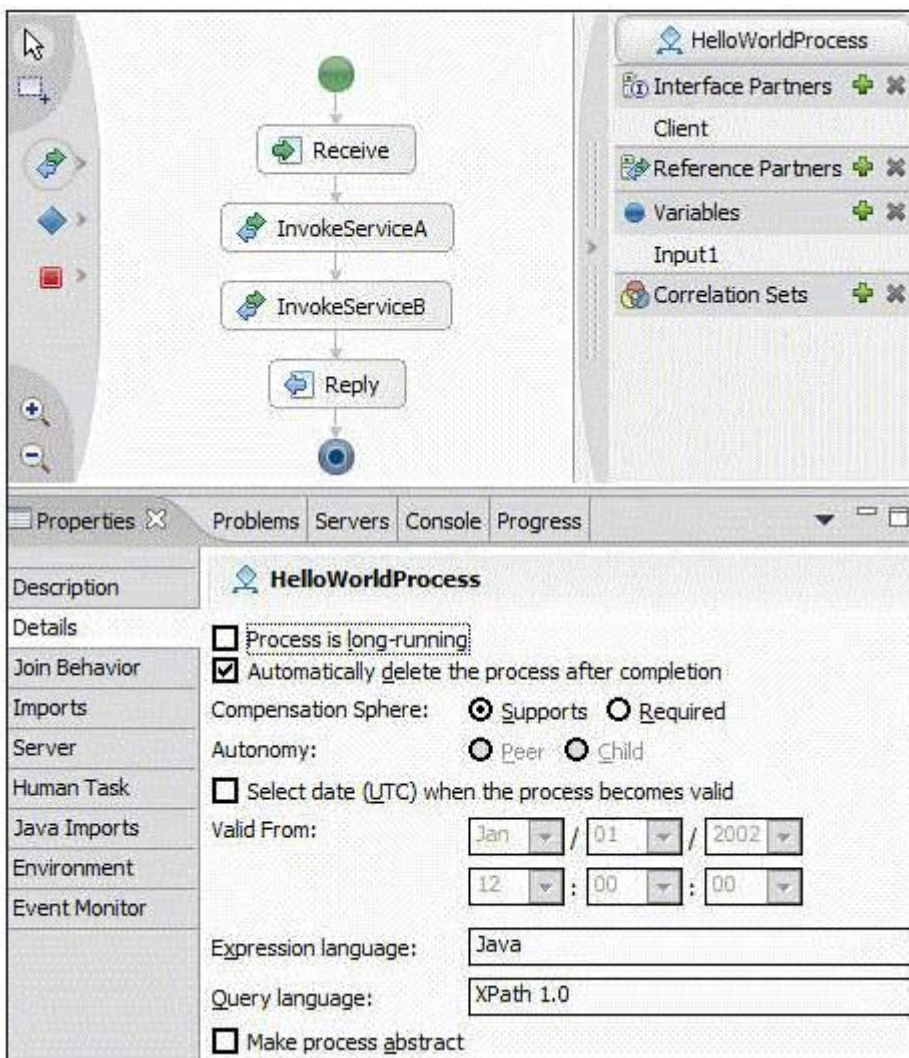 HelloWorldProcess
Interface Partners
Client
Reference Partners
Variables
Input1
Correlation Sets
Receive
InvokeServiceA
InvokeServiceB
Reply
Properties Problems Servers Console Progress
Description
Details
Join Behavior
Imports
Server
Human Task
Java Imports
Environment
Event Monitor
HelloWorldProcess
Process is long-running
Automatically delete the process after completion
Compensation Sphere: Supports Required
Autonomy: Peer Child
Select date (UTC) when the process becomes valid
Valid From: Jan / 01 / 2002
12 : 00 : 00
Expression language: Java
Query language: XPath 1.0
Make process abstract